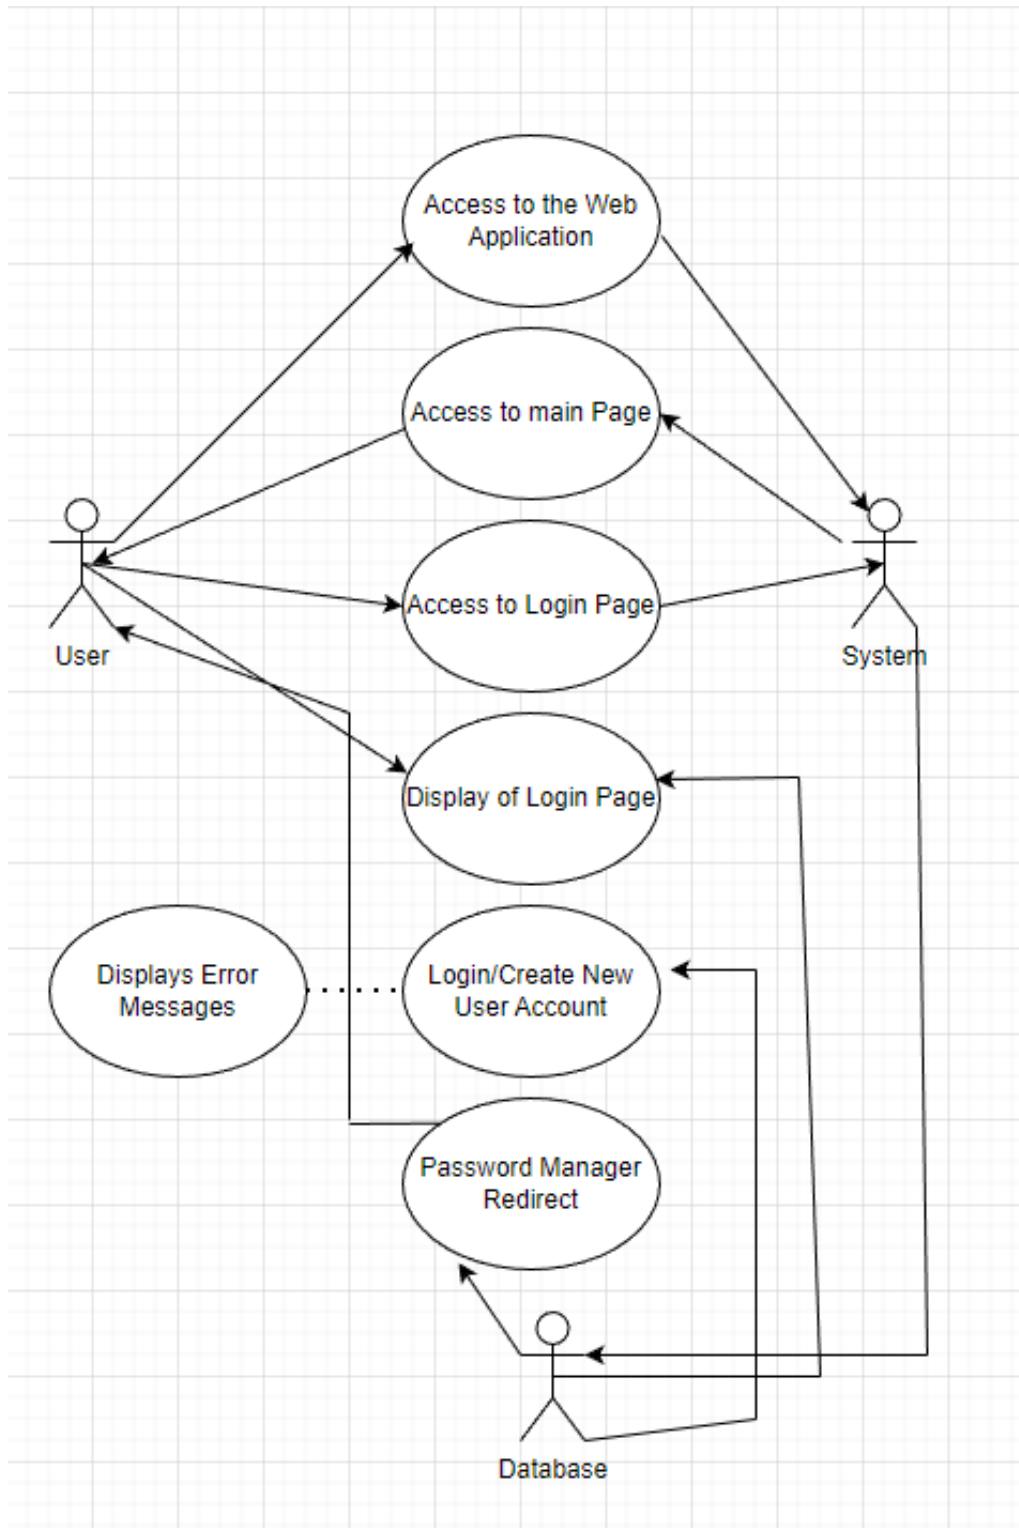 Access to the Web
Application
Access to main Page
Access to Login Page
User
System
Display of Login Page
Displays Error
Messages
Login/Create New
User Account
Password Manager
Redirect
Database